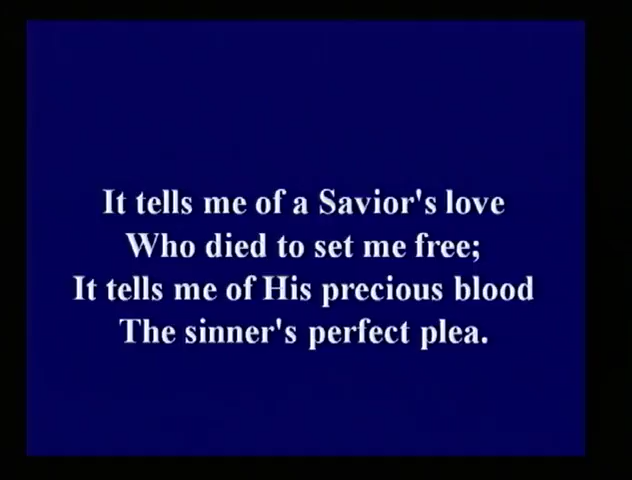 It tells me of a Savior's love
Who died to set me free;
It tells me of His precious blood
The sinner's perfect plea.